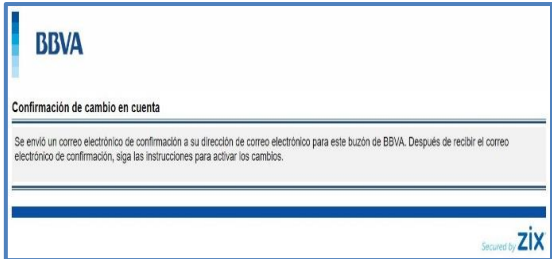 BBVA
Confirmación de cambio en cuenta
Se envió un correo electrónico de confirmación a su dirección de correo electrónico para este buzón de BBVA. Después de recibir el correo
electrónico de confirmación, siga las instrucciones para activar los cambios.
Secured by zix